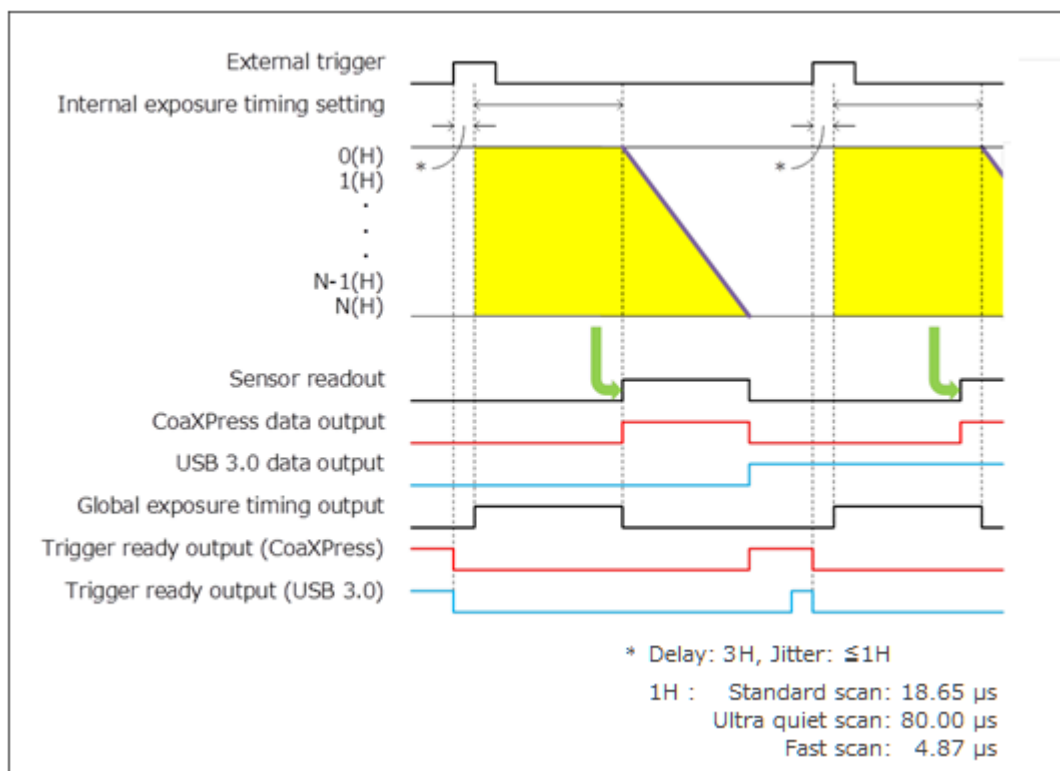 External trigger
Internal exposure timing setting
*
*
0(H)
1(H)
.
.
.
N-1(H)
N(H)
Sensor readout
CoaXPress data output
USB 3.0 data output
Global exposure timing output
Trigger ready output (CoaXPress)
Trigger ready output (USB 3.0)
* Delay: 3H, Jitter: ≦1H
1H : Standard scan: 18.65 µs
Ultra quiet scan: 80.00 µs
Fast scan: 4.87 µs